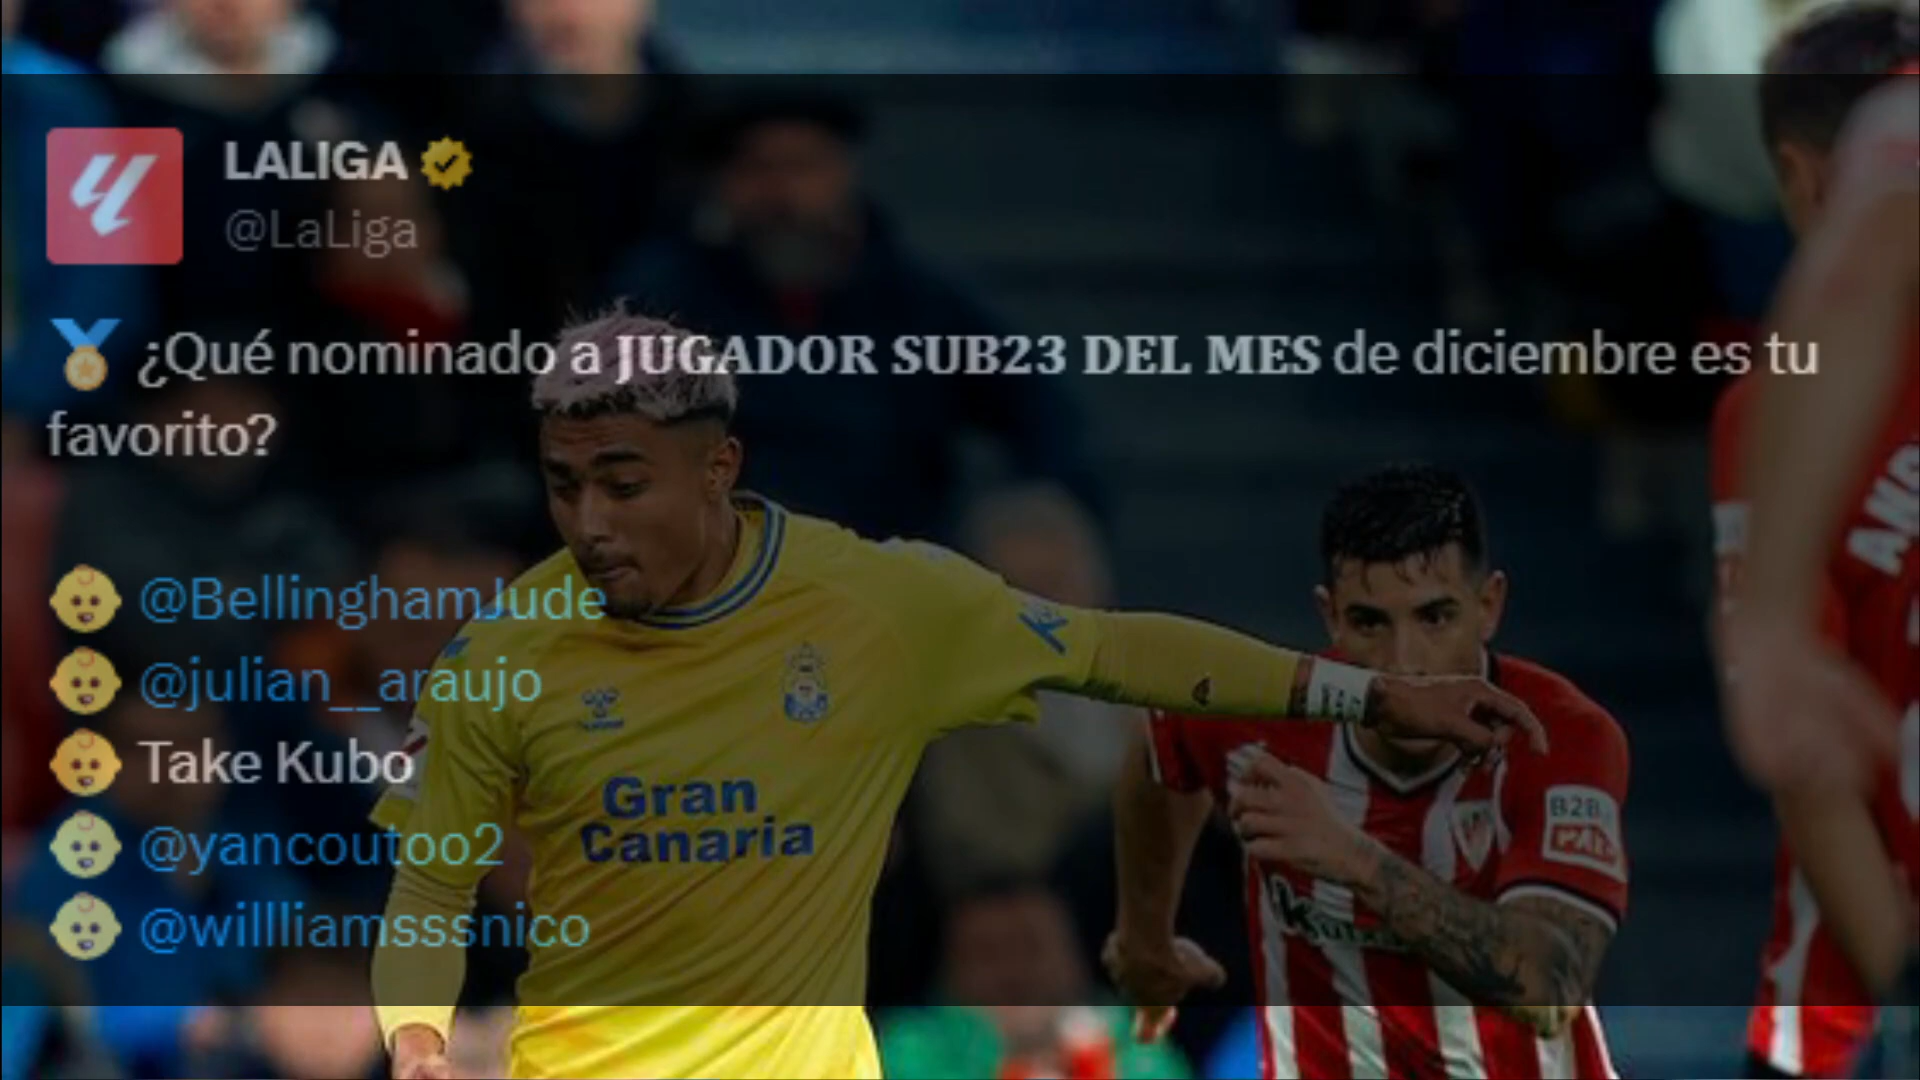 LALIGA
@LaLiga
¿Qué nominado a JUGADOR SUB23 DEL MES de diciembre es tu
favorito?
@BellinghamJude
@julian__araujo
Take Kubo
@yancoutoo2
@willliamsssnico
Gran
Canaria
B2B